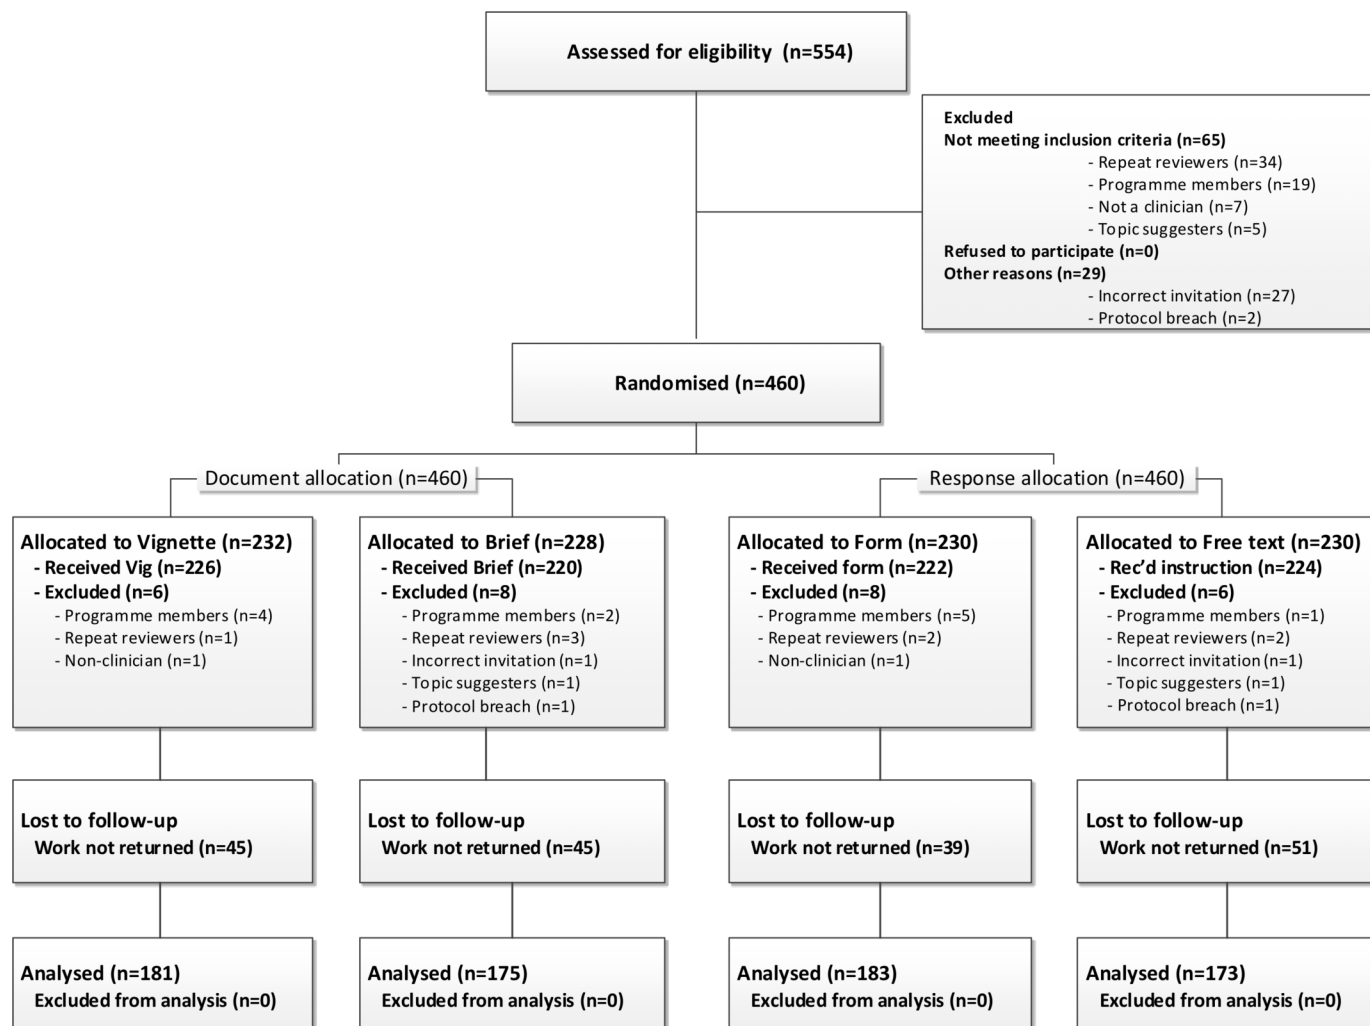 Assessed for eligibility (n=554)
Excluded
Not meeting inclusion criteria (n=65)
- Repeat reviewers (n=34)
- Programme members (n=19)
- Not a clinician (n=7)
- Topic suggesters (n=5)
Refused to participate (n=0)
Other reasons (n=29)
- Incorrect invitation (n=27)
- Protocol breach (n=2)
Randomised (n=460)
Document allocation (n=460)
Response allocation (n=460)
Allocated to Vignette (n=232)
- Received Vig (n=226)
- Excluded (n=6)
- Programme members (n=4)
- Repeat reviewers (n=1)
- Non-clinician (n=1)
Allocated to Brief (n=228)
- Received Brief (n=220)
- Excluded (n=8)
- Programme members (n=2)
- Repeat reviewers (n=3)
- Incorrect invitation (n=1)
- Topic suggesters (n=1)
- Protocol breach (n=1)
Allocated to Form (n=230)
- Received form (n=222)
- Excluded (n=8)
- Programme members (n=5)
- Repeat reviewers (n=2)
- Non-clinician (n=1)
Allocated to Free text (n=230)
- Rec'd instruction (n=224)
- Excluded (n=6)
- Programme members (n=1)
- Repeat reviewers (n=2)
- Incorrect invitation (n=1)
- Topic suggesters (n=1)
- Protocol breach (n=1)
Lost to follow-up
Work not returned (n=45)
Lost to follow-up
Work not returned (n=45)
Lost to follow-up
Work not returned (n=39)
Lost to follow-up
Work not returned (n=51)
Analysed (n=181)
Excluded from analysis (n=0)
Analysed (n=175)
Excluded from analysis (n=0)
Analysed (n=183)
Excluded from analysis (n=0)
Analysed (n=173)
Excluded from analysis (n=0)